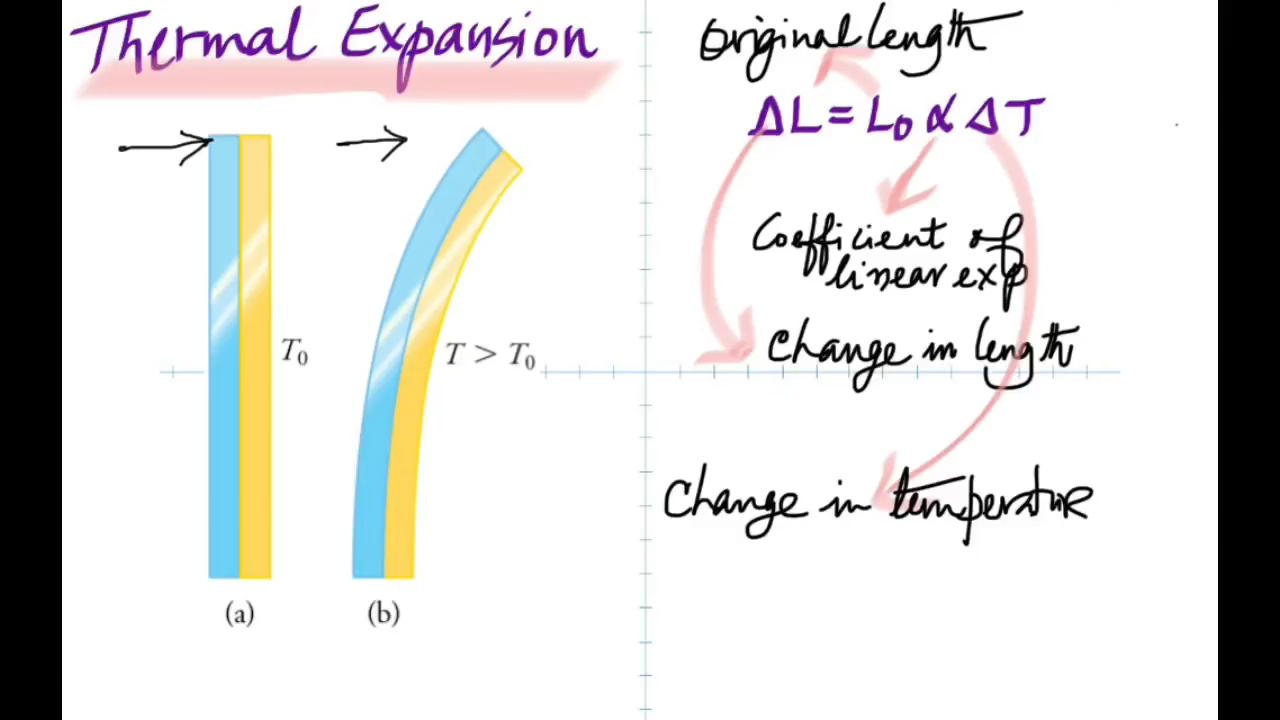 Thermal Expansion
T₀
T > T₀
(a)
(b)
Original length
ΔL = L₀ α ΔT
Coefficient of
linear exp
Change in length
Change in temperature